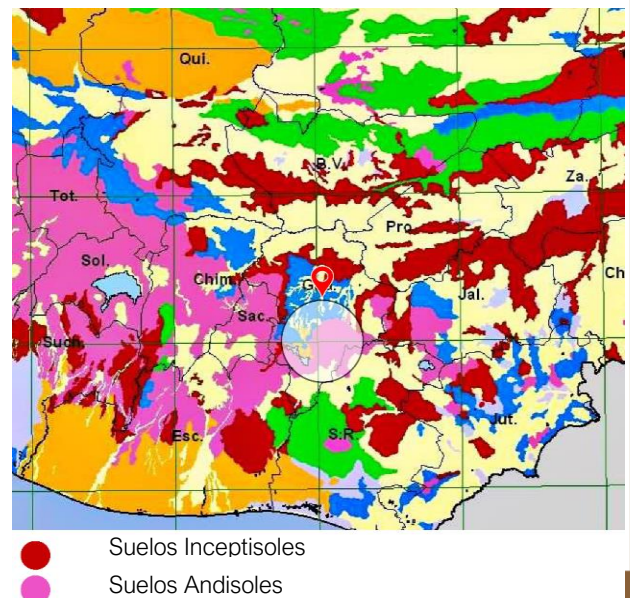 Qui.
B.V.
Za.
Tot.
Pro.
Sol.
Chim.
Ch
Jal.
Sac.
Such.
Jut.
Esc.
S.R.
Suelos Inceptisoles
Suelos Andisoles